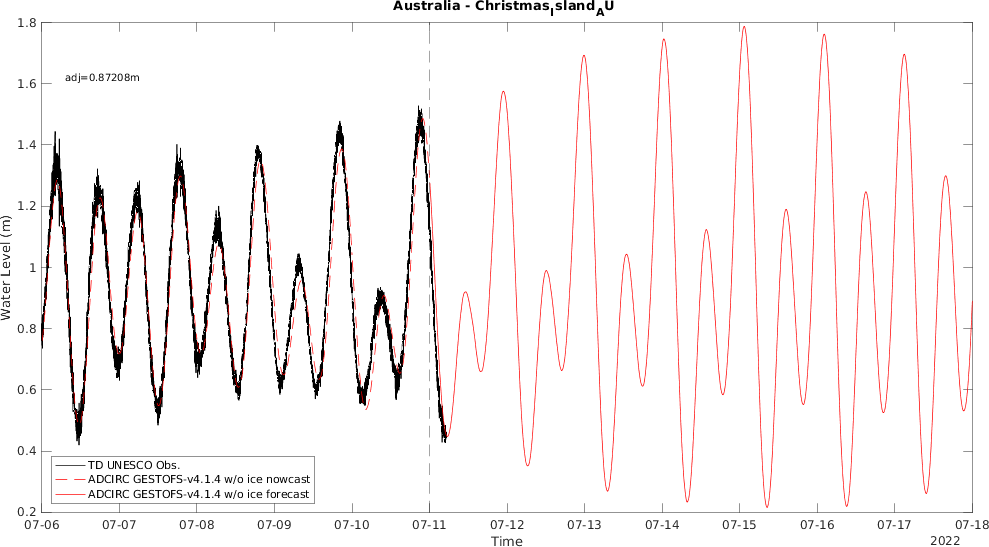 Australia - Christmas_Island_AU
1.8
1.6
1.4
1.2
1
0.8
0.6
0.4
0.2
Water Level (m)
adj=0.87208m
TD UNESCO Obs.
ADCIRC GESTOFS-v4.1.4 w/o ice nowcast
ADCIRC GESTOFS-v4.1.4 w/o ice forecast
07-06 07-07 07-08 07-09 07-10 07-11 07-12 07-13 07-14 07-15 07-16 07-17 07-18
Time
2022